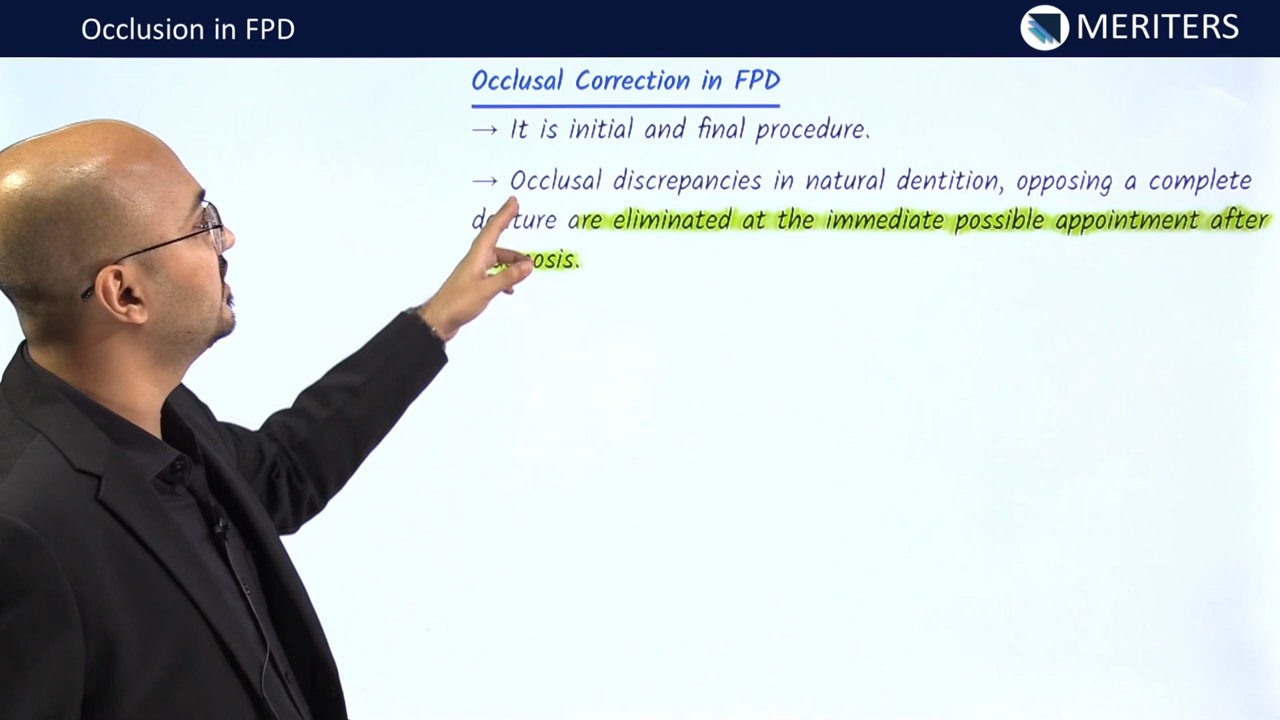 Occlusion in FPD
MERITERS
Occlusal Correction in FPD
→ It is initial and final procedure.
→ Occlusal discrepancies in natural dentition, opposing a complete
are eliminated at the immediate possible appointment after